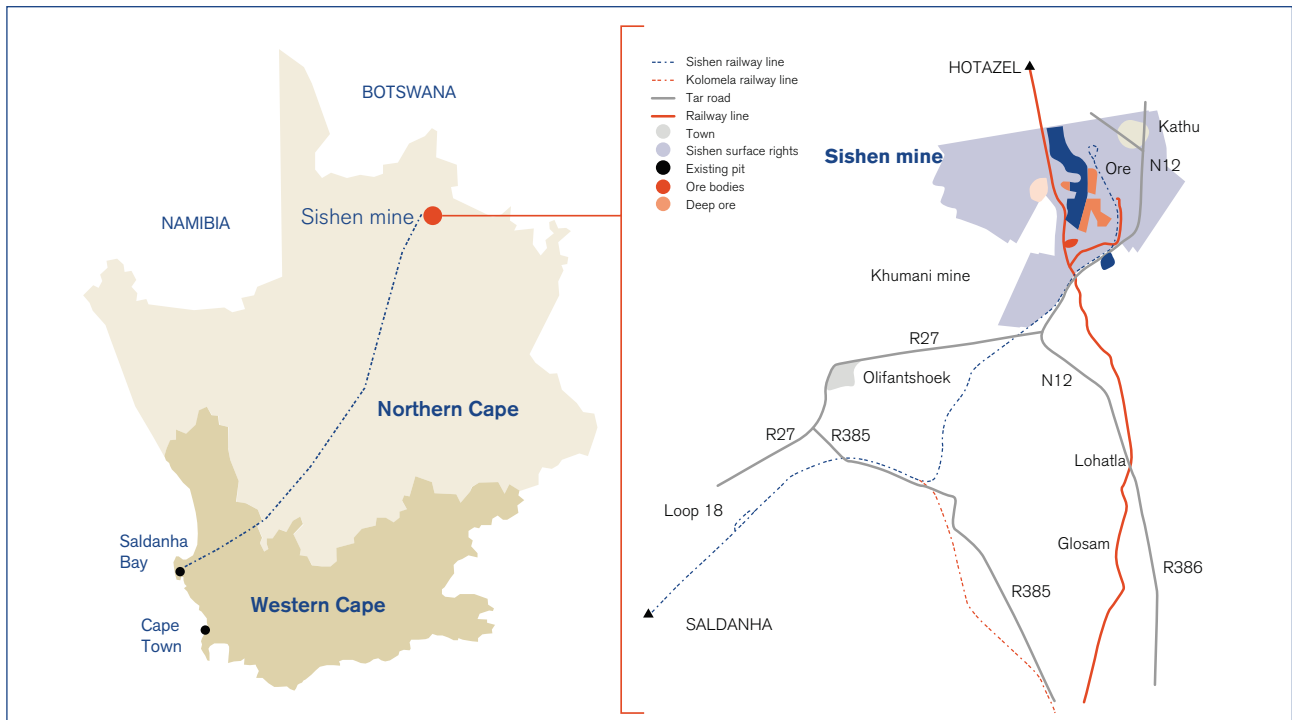 BOTSWANA
NAMIBIA
Sishen mine
Northern Cape
Saldanha
Bay
Western Cape
Cape
Town
Sishen railway line
Kolomela railway line
Tar road
Railway line
Town
Sishen surface rights
Existing pit
Ore bodies
Deep ore
HOTAZEL
Kathu
Sishen mine
Ore
N12
Khumani mine
R27
Olifantshoek
N12
R27
R385
Lohatla
Loop 18
Glosam
R386
R385
SALDANHA